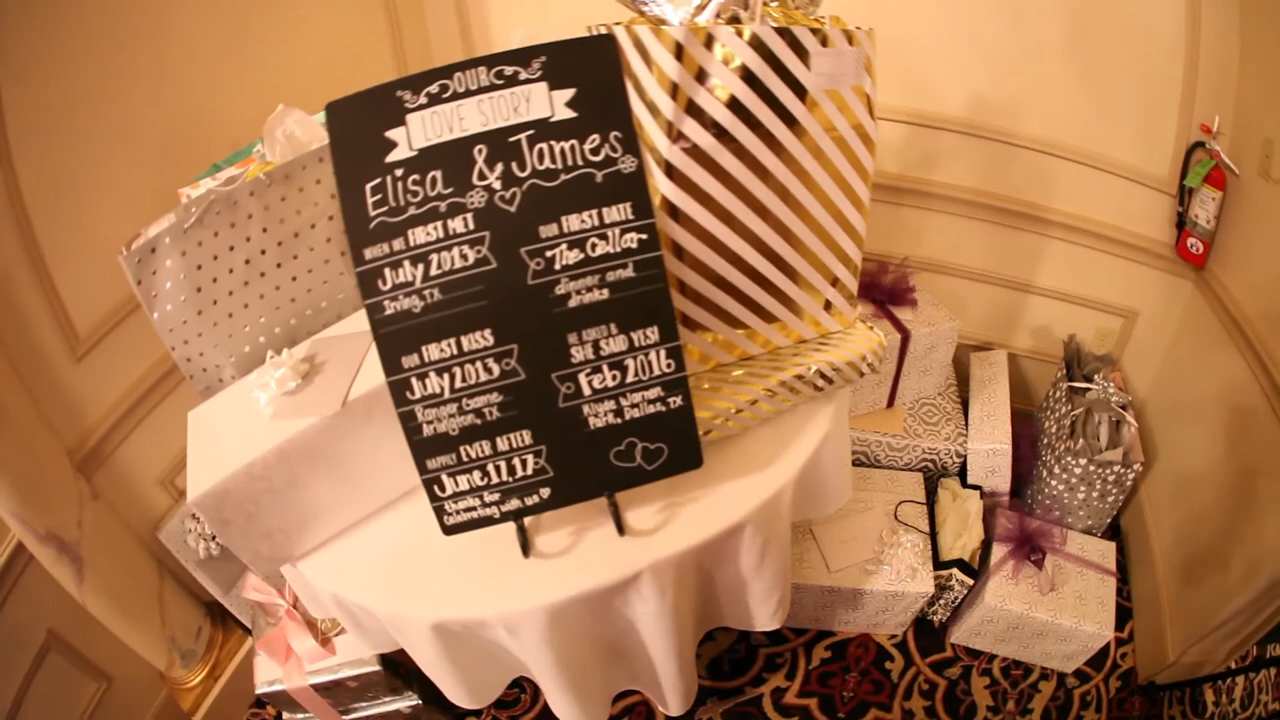 OUR
LOVE STORY
Elisa & James
WHEN WE FIRST MET
July 2013
Irving, TX
OUR FIRST DATE
The Cellar
dinner and
drinks
OUR FIRST KISS
July 2013
Ranger Game
Arlington, TX
HE ASKED &
SHE SAID YES!
Feb 2016
Klyde Warren
Park, Dallas, TX
HAPPILY EVER AFTER
June 17, 17
thanks for
celebrating with us